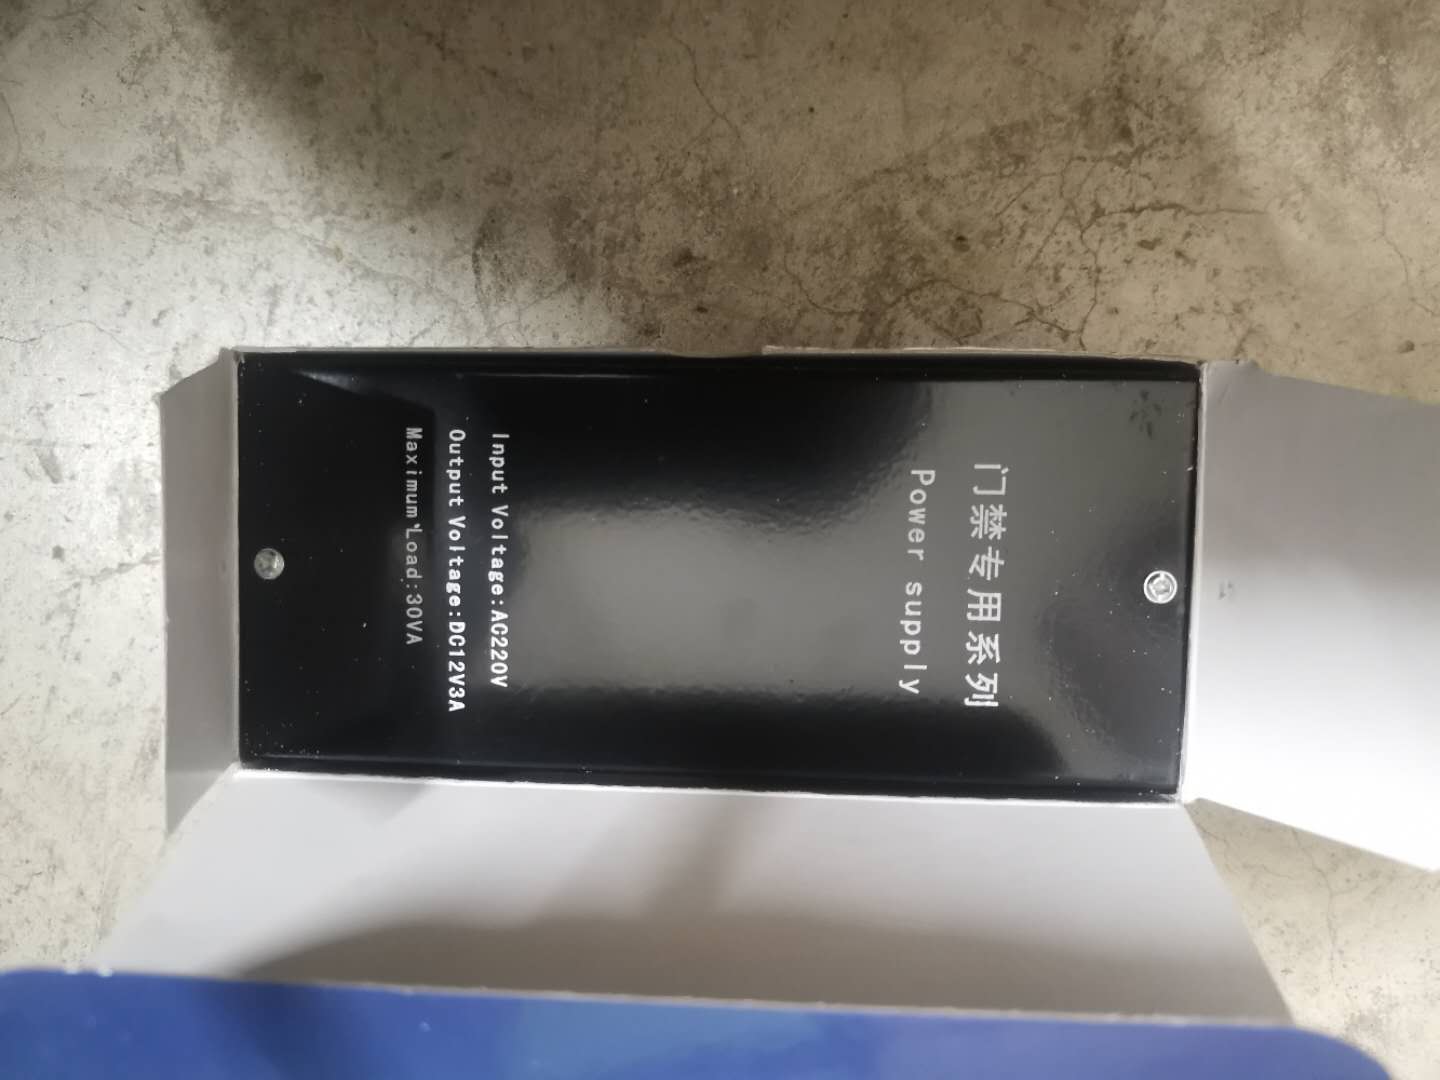 门禁专用系列
Power supply
Input Voltage:AC220V
Output Voltage:DC12V3A
Maximum Load:30VA